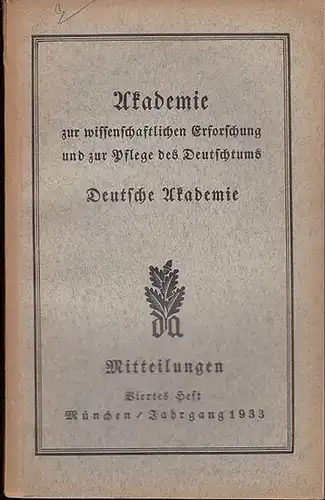 Akademie
zur wissenschaftlichen Erforschung
und zur Pflege des Deutschtums
Deutsche Akademie
da
Mitteilungen
Viertes Heft
München / Jahrgang 1933